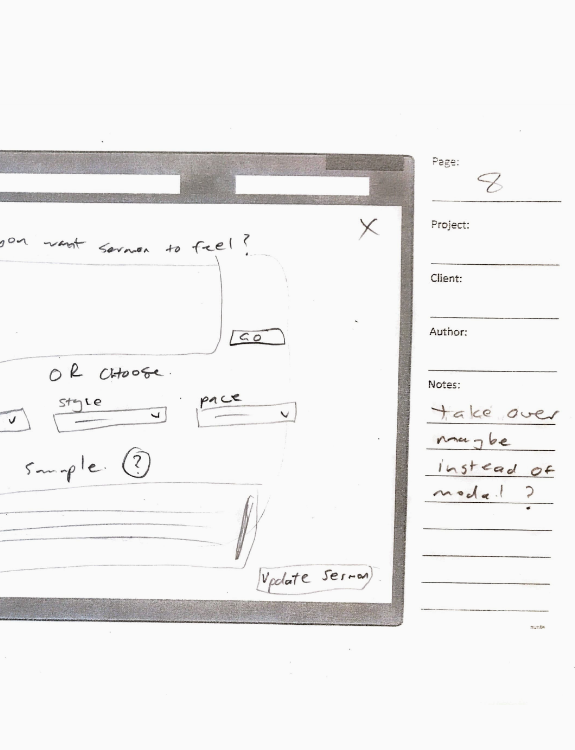 Page:
8
you want sermon to feel?
X
Project:
Client:
GO
Author:
OR CHOOSE.
Notes:
style
pace
take over
maybe
Sample. ?
instead of
modal ?
Update Sermon